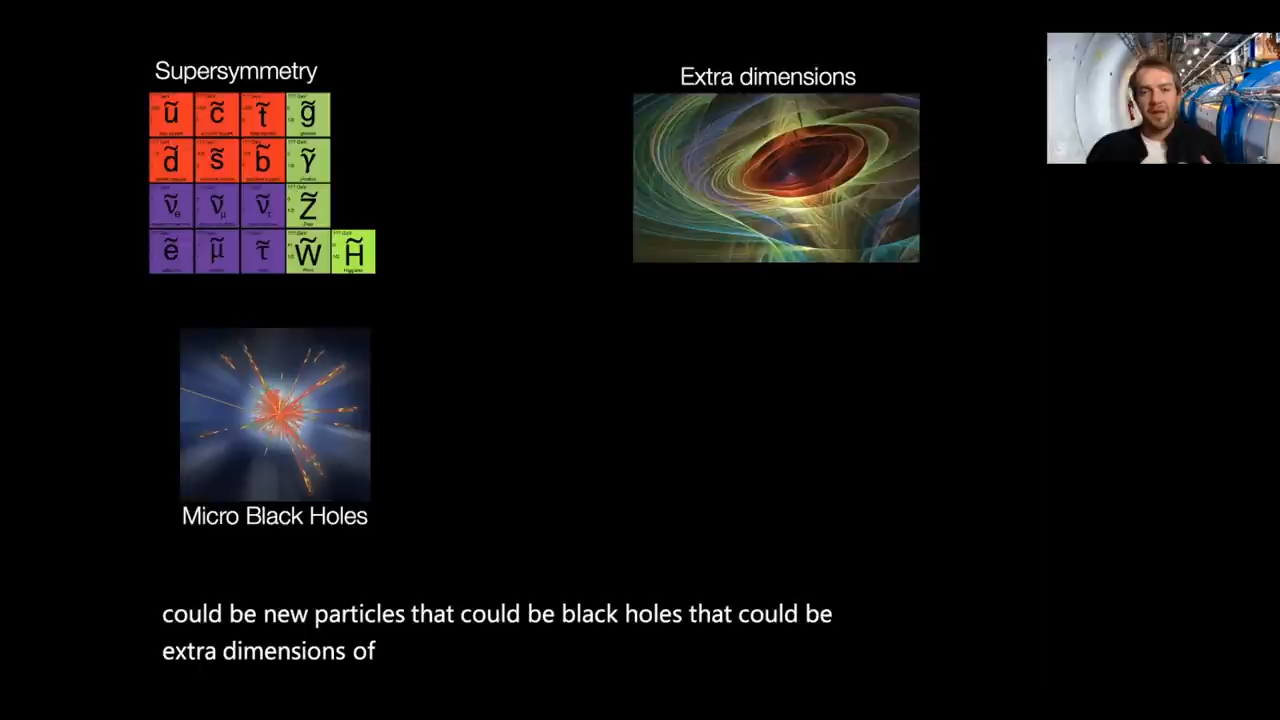 Supersymmetry
Extra dimensions
ũ c̃ t̃ g̃
d̃ s̃ b̃ γ̃
ν̃e ν̃μ ν̃τ Z̃
ẽ μ̃ τ̃ W̃ H̃
Micro Black Holes
could be new particles that could be black holes that could be
extra dimensions of